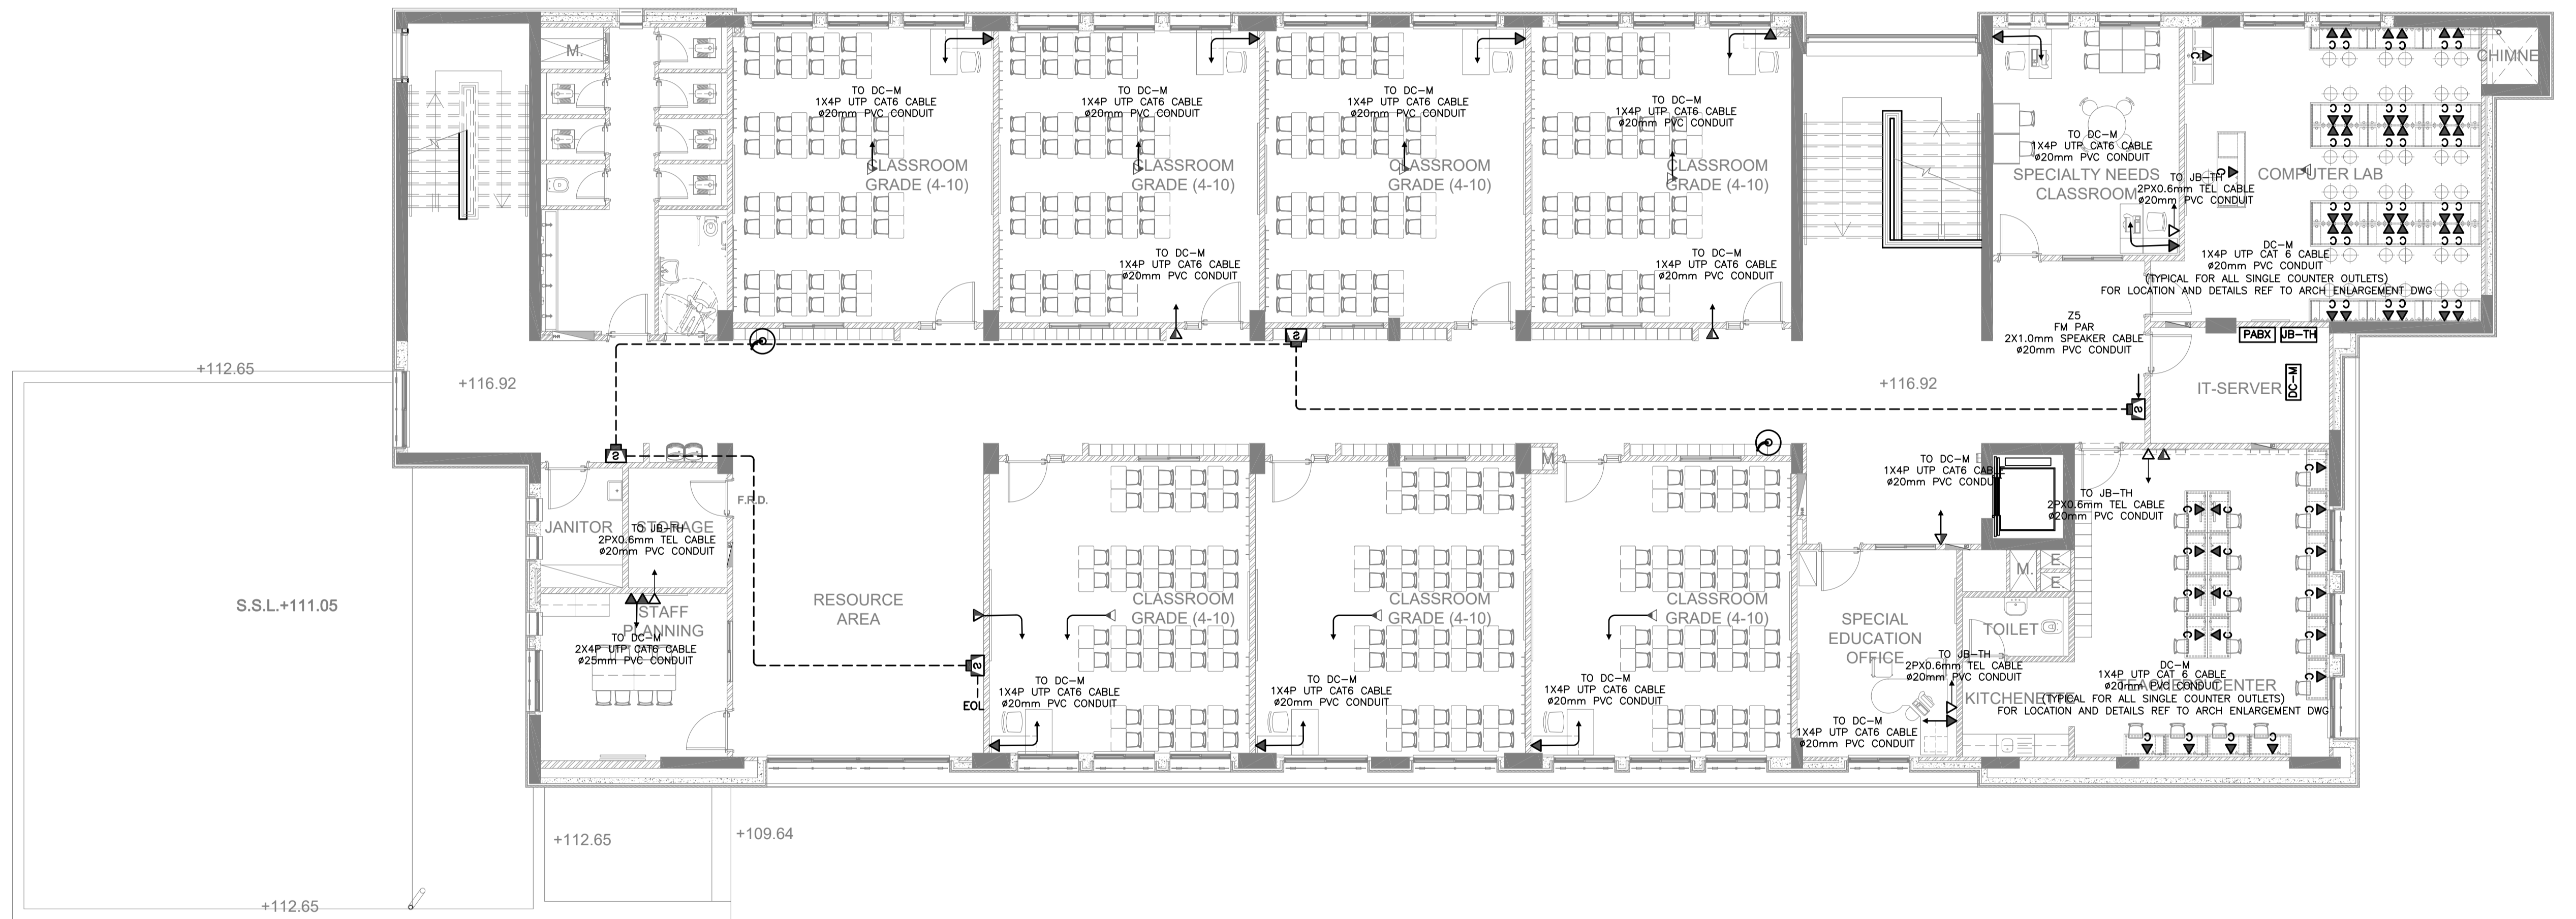 M.
CHIMNE
TO DC-M
1X4P UTP CAT6 CABLE
ø20mm PVC CONDUIT
CLASSROOM
GRADE (4-10)
TO DC-M
1X4P UTP CAT6 CABLE
ø20mm PVC CONDUIT
CLASSROOM
GRADE (4-10)
TO DC-M
1X4P UTP CAT6 CABLE
ø20mm PVC CONDUIT
CLASSROOM
GRADE (4-10)
TO DC-M
1X4P UTP CAT6 CABLE
ø20mm PVC CONDUIT
CLASSROOM
GRADE (4-10)
TO DC-M
1X4P UTP CAT6 CABLE
ø20mm PVC CONDUIT
SPECIALTY NEEDS
CLASSROOM
COMPUTER LAB
TO JB-TH
2PX0.6mm TEL CABLE
ø20mm PVC CONDUIT
TO DC-M
1X4P UTP CAT6 CABLE
ø20mm PVC CONDUIT
TO DC-M
1X4P UTP CAT6 CABLE
ø20mm PVC CONDUIT
DC-M
1X4P UTP CAT 6 CABLE
ø20mm PVC CONDUIT
(TYPICAL FOR ALL SINGLE COUNTER OUTLETS)
FOR LOCATION AND DETAILS REF TO ARCH ENLARGEMENT DWG
Z5
FM PAR
2X1.0mm SPEAKER CABLE
ø20mm PVC CONDUIT
PABX
JB-TH
+112.65
+116.92
+116.92
IT-SERVER
DC-M
S
S
S
S
M
F.R.D.
JANITOR
STORAGE
TO JB-TH
2PX0.6mm TEL CABLE
ø20mm PVC CONDUIT
TO DC-M
1X4P UTP CAT6 CABLE
ø20mm PVC CONDUIT
TO JB-TH
2PX0.6mm TEL CABLE
ø20mm PVC CONDUIT
M.
E
E
S.S.L.+111.05
STAFF
PLANNING
TO DC-M
2X4P UTP CAT6 CABLE
ø25mm PVC CONDUIT
RESOURCE
AREA
CLASSROOM
GRADE (4-10)
CLASSROOM
GRADE (4-10)
CLASSROOM
GRADE (4-10)
SPECIAL
EDUCATION
OFFICE
TOILET
S
EOL
TO DC-M
1X4P UTP CAT6 CABLE
ø20mm PVC CONDUIT
TO DC-M
1X4P UTP CAT6 CABLE
ø20mm PVC CONDUIT
TO DC-M
1X4P UTP CAT6 CABLE
ø20mm PVC CONDUIT
TO JB-TH
2PX0.6mm TEL CABLE
ø20mm PVC CONDUIT
KITCHENETTE
DC-M
1X4P UTP CAT 6 CABLE
ø20mm PVC CONDUIT
CENTER
(TYPICAL FOR ALL SINGLE COUNTER OUTLETS)
FOR LOCATION AND DETAILS REF TO ARCH ENLARGEMENT DWG
TO DC-M
1X4P UTP CAT6 CABLE
ø20mm PVC CONDUIT
+112.65
+109.64
+112.65